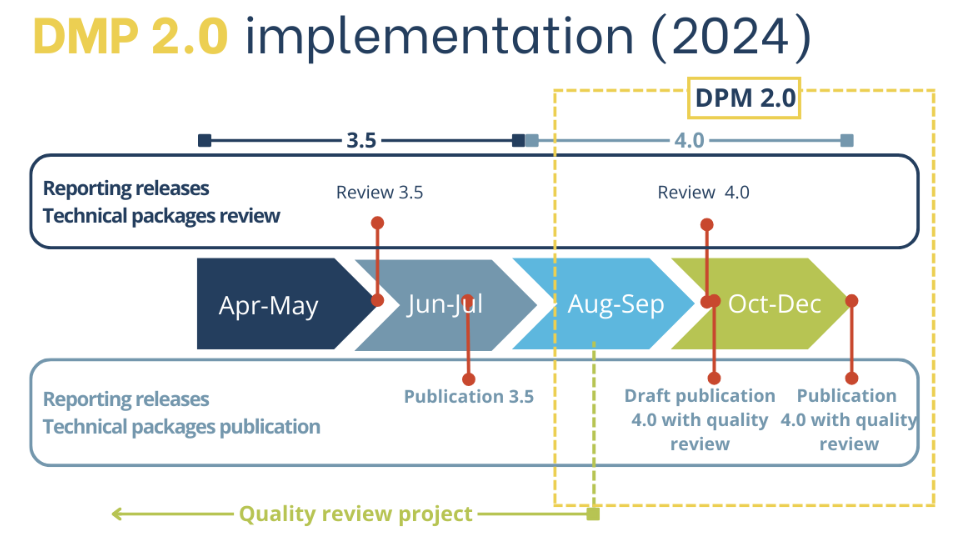 DMP 2.0 implementation (2024)
DPM 2.0
3.5
4.0
Reporting releases
Technical packages review
Review 3.5
Review 4.0
Apr-May
Jun-Jul
Aug-Sep
Oct-Dec
Reporting releases
Technical packages publication
Publication 3.5
Draft publication
4.0 with quality
review
Publication
4.0 with quality
review
Quality review project